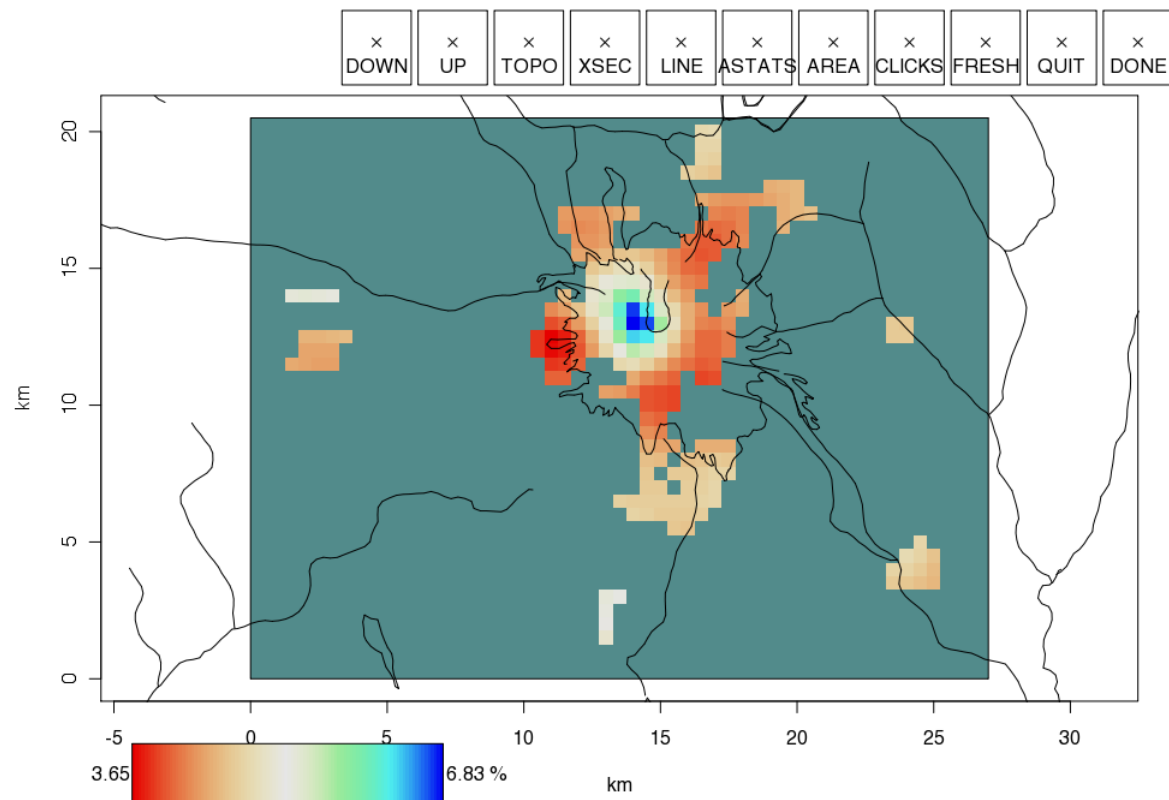 × × × × × × × × × × ×
DOWN UP TOPO XSEC LINE ASTATS AREA CLICKS FRESH QUIT DONE
20
15
10
5
0
km
-5 0 5 10 15 20 25 30
3.65 6.83 %
km